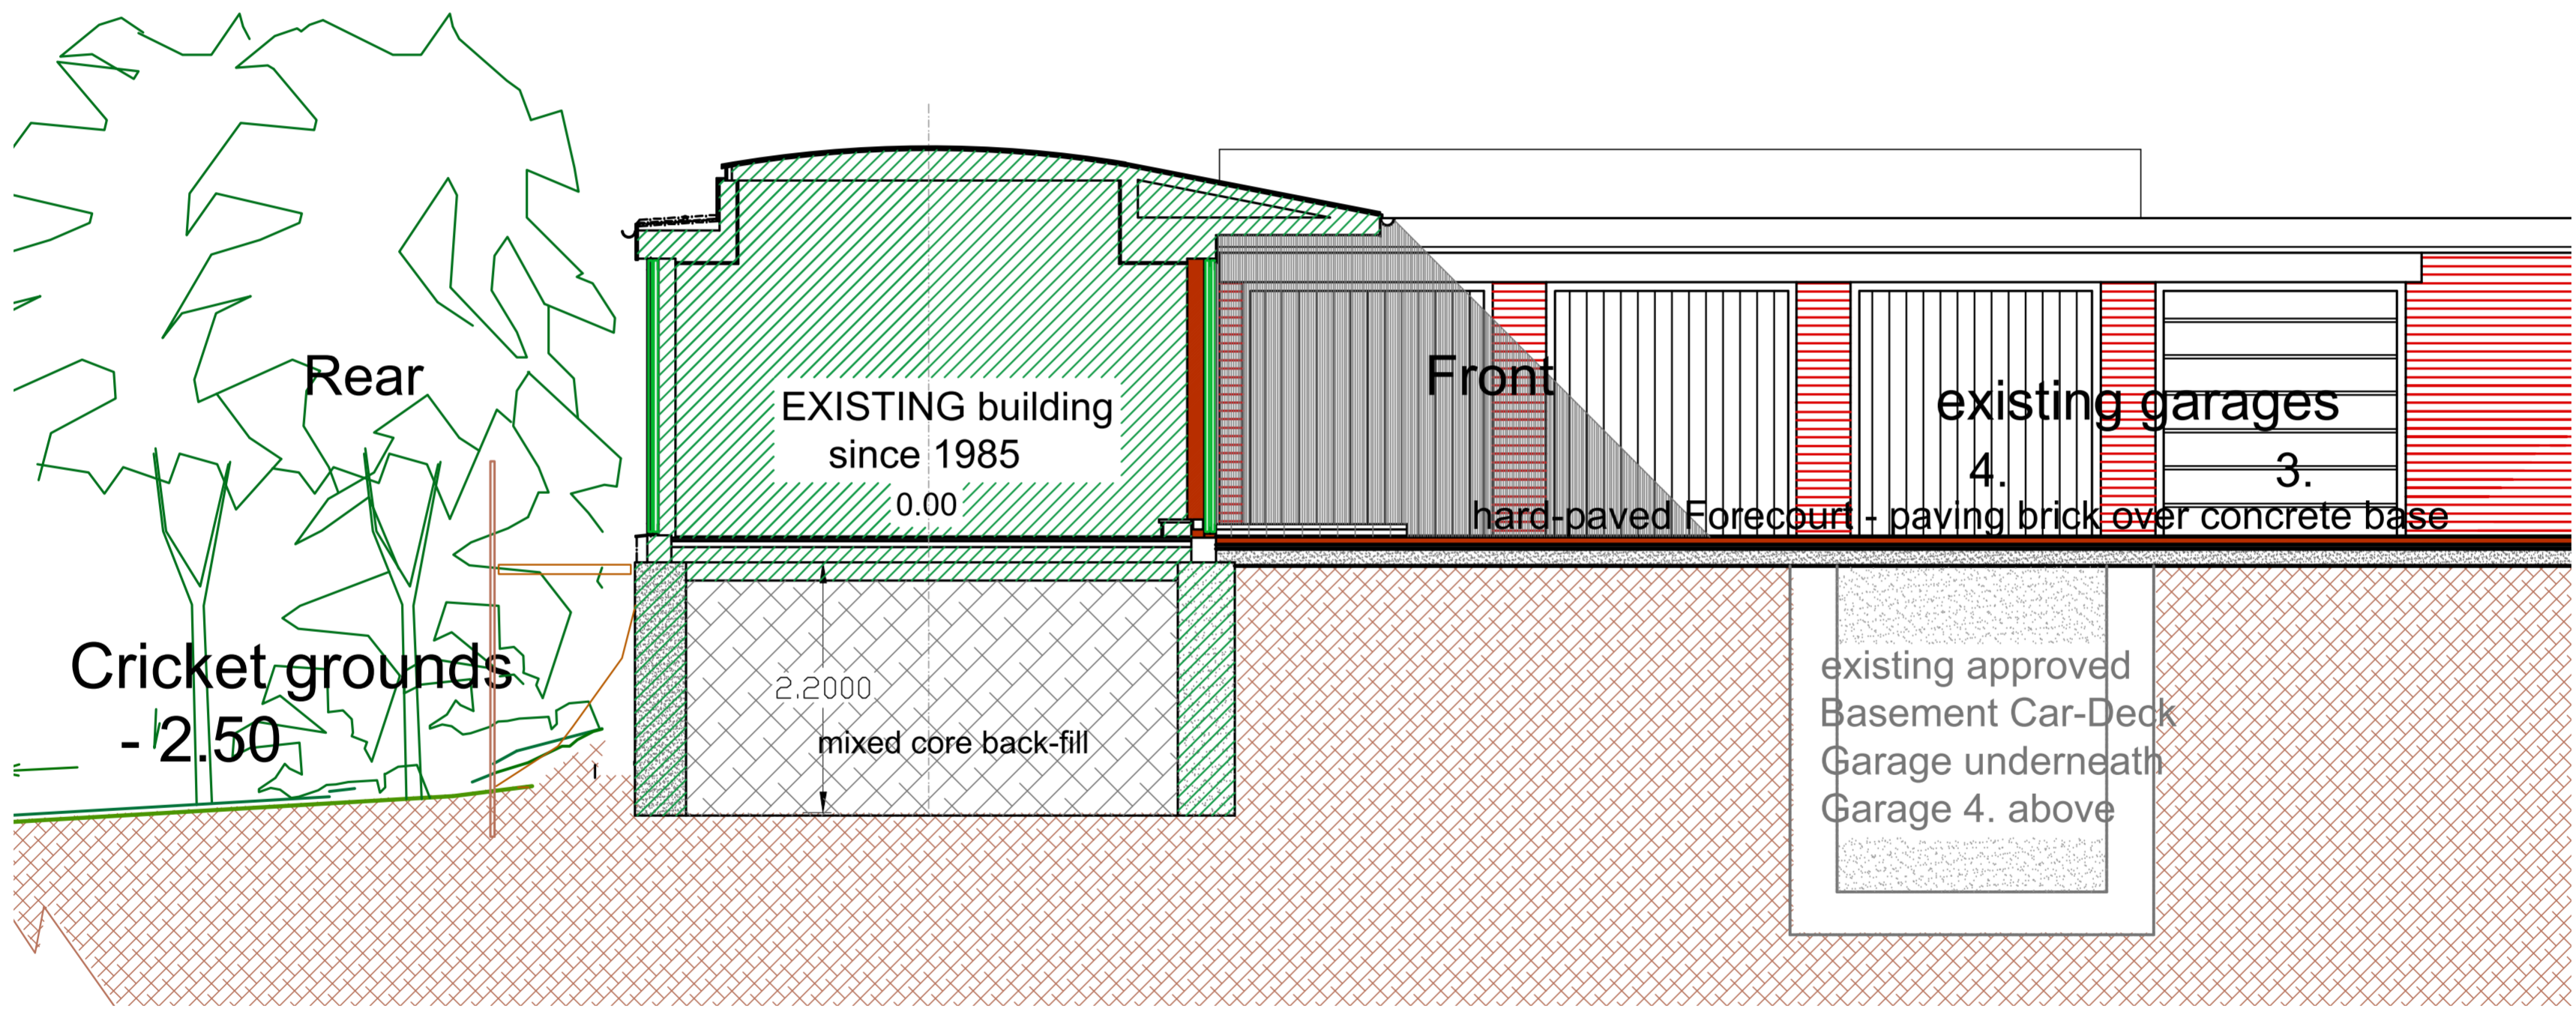 Rear
Front
EXISTING building
since 1985
0.00
existing garages
4. 3.
hard-paved Forecourt - paving brick over concrete base
Cricket grounds
- 2.50
2.2000
mixed core back-fill
existing approved
Basement Car-Deck
Garage underneath
Garage 4. above